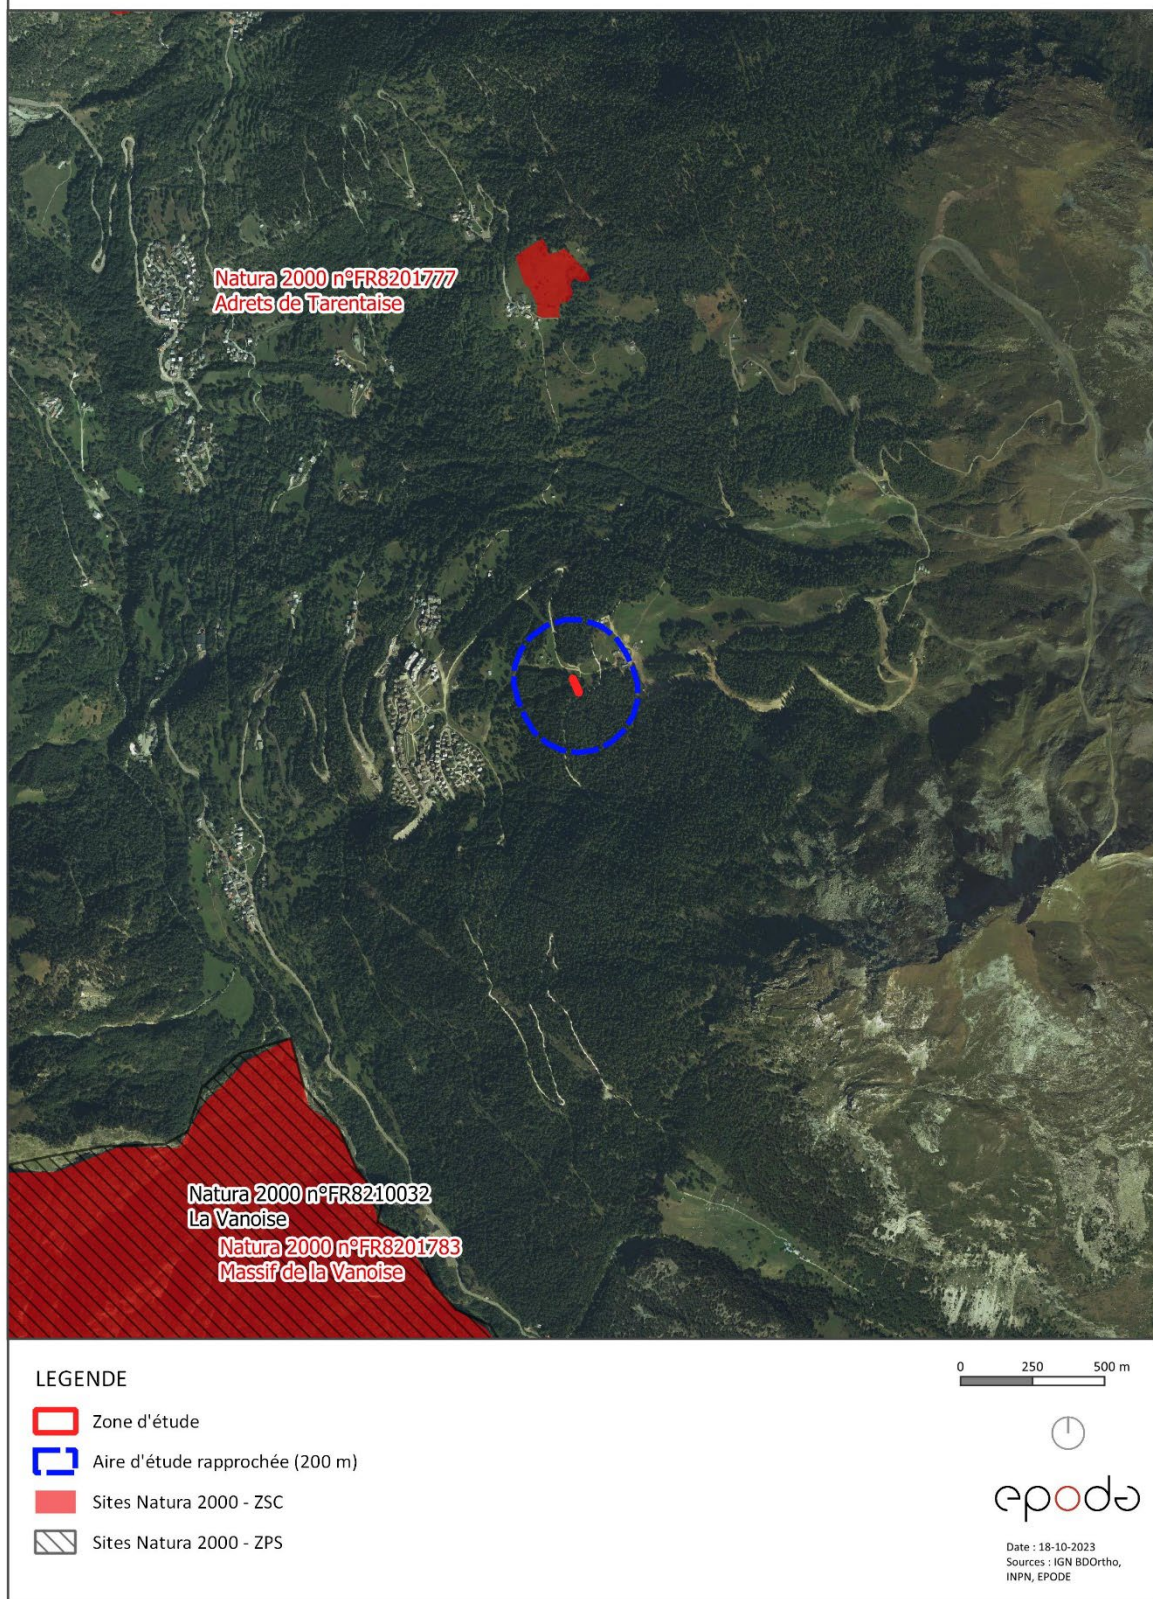 Natura 2000 n°FR8201777
Adrets de Tarentaise
Natura 2000 n°FR8210032
La Vanoise
Natura 2000 n°FR8201783
Massif de la Vanoise
LEGENDE
Zone d'étude
Aire d'étude rapprochée (200 m)
Sites Natura 2000 - ZSC
Sites Natura 2000 - ZPS
0 250 500 m
epode
Date : 18-10-2023
Sources : IGN BDOrtho,
INPN, EPODE